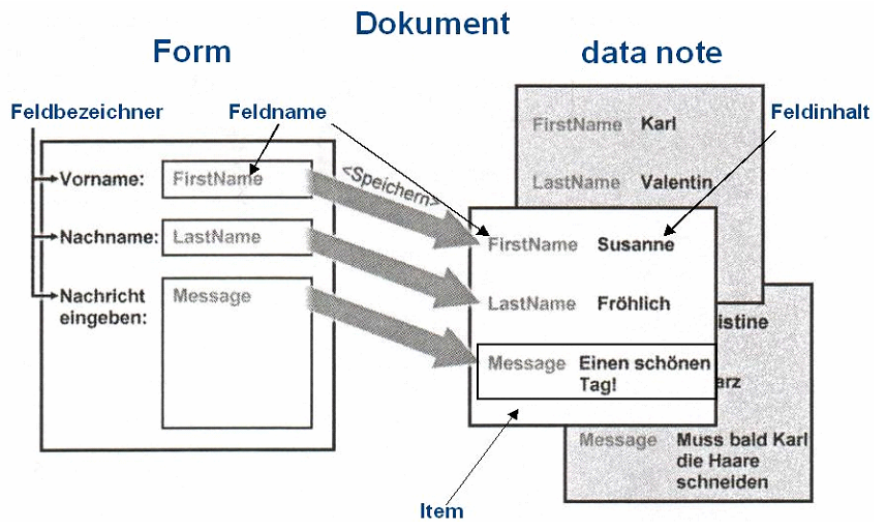 Dokument
Form
data note
Feldbezeichner
Feldname
Feldinhalt
Vorname:
FirstName
<Speichern>
Nachname:
LastName
Nachricht
eingeben:
Message
FirstName Karl
LastName Valentin
FirstName Susanne
LastName Fröhlich
Message Einen schönen
Tag!
istine
arz
Message Muss bald Karl
die Haare
schneiden
Item